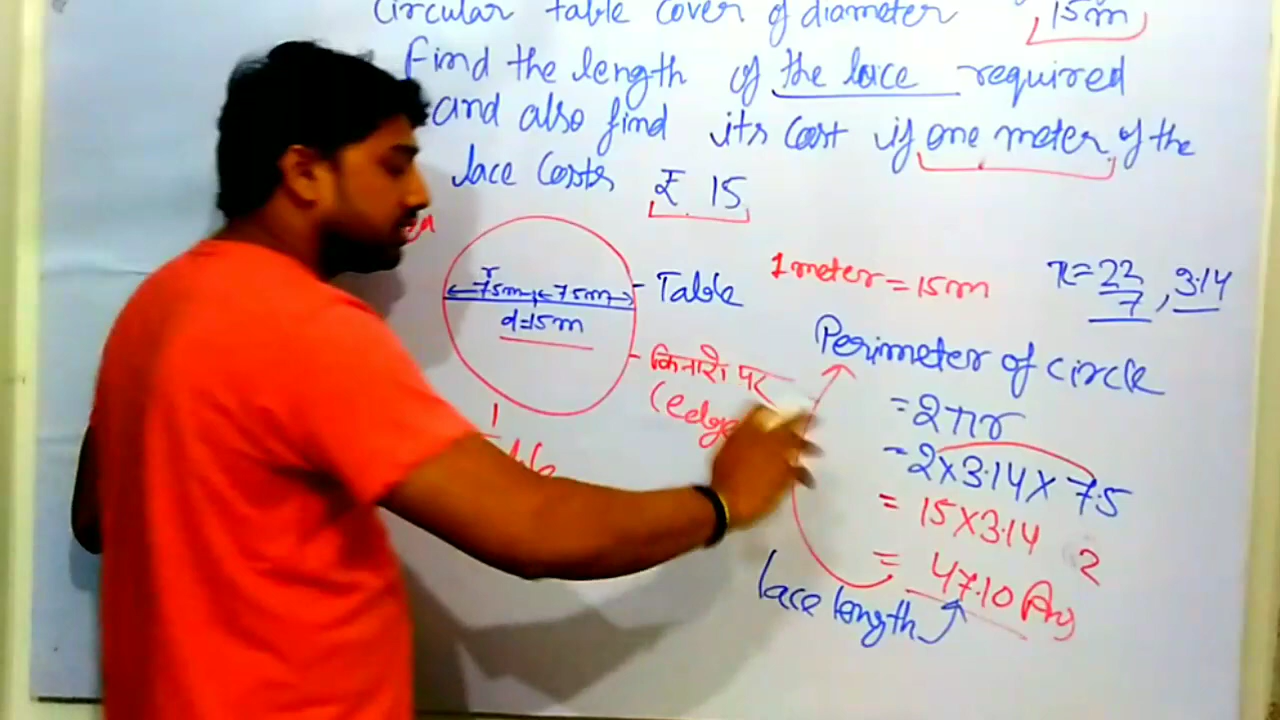 Circular table cover of diameter 15m
Find the length of the lace required
and also find its cost if one meter of the
lace costs ₹ 15
r
7.5m 7.5m
d=15m
Table
किनारो पर
(edge
1 meter = 15m
π = 22/7, 3.14
Perimeter of circle
= 2πr
= 2×3.14×7.5
= 15×3.14
2
= 47.10 Ans
lace length
1